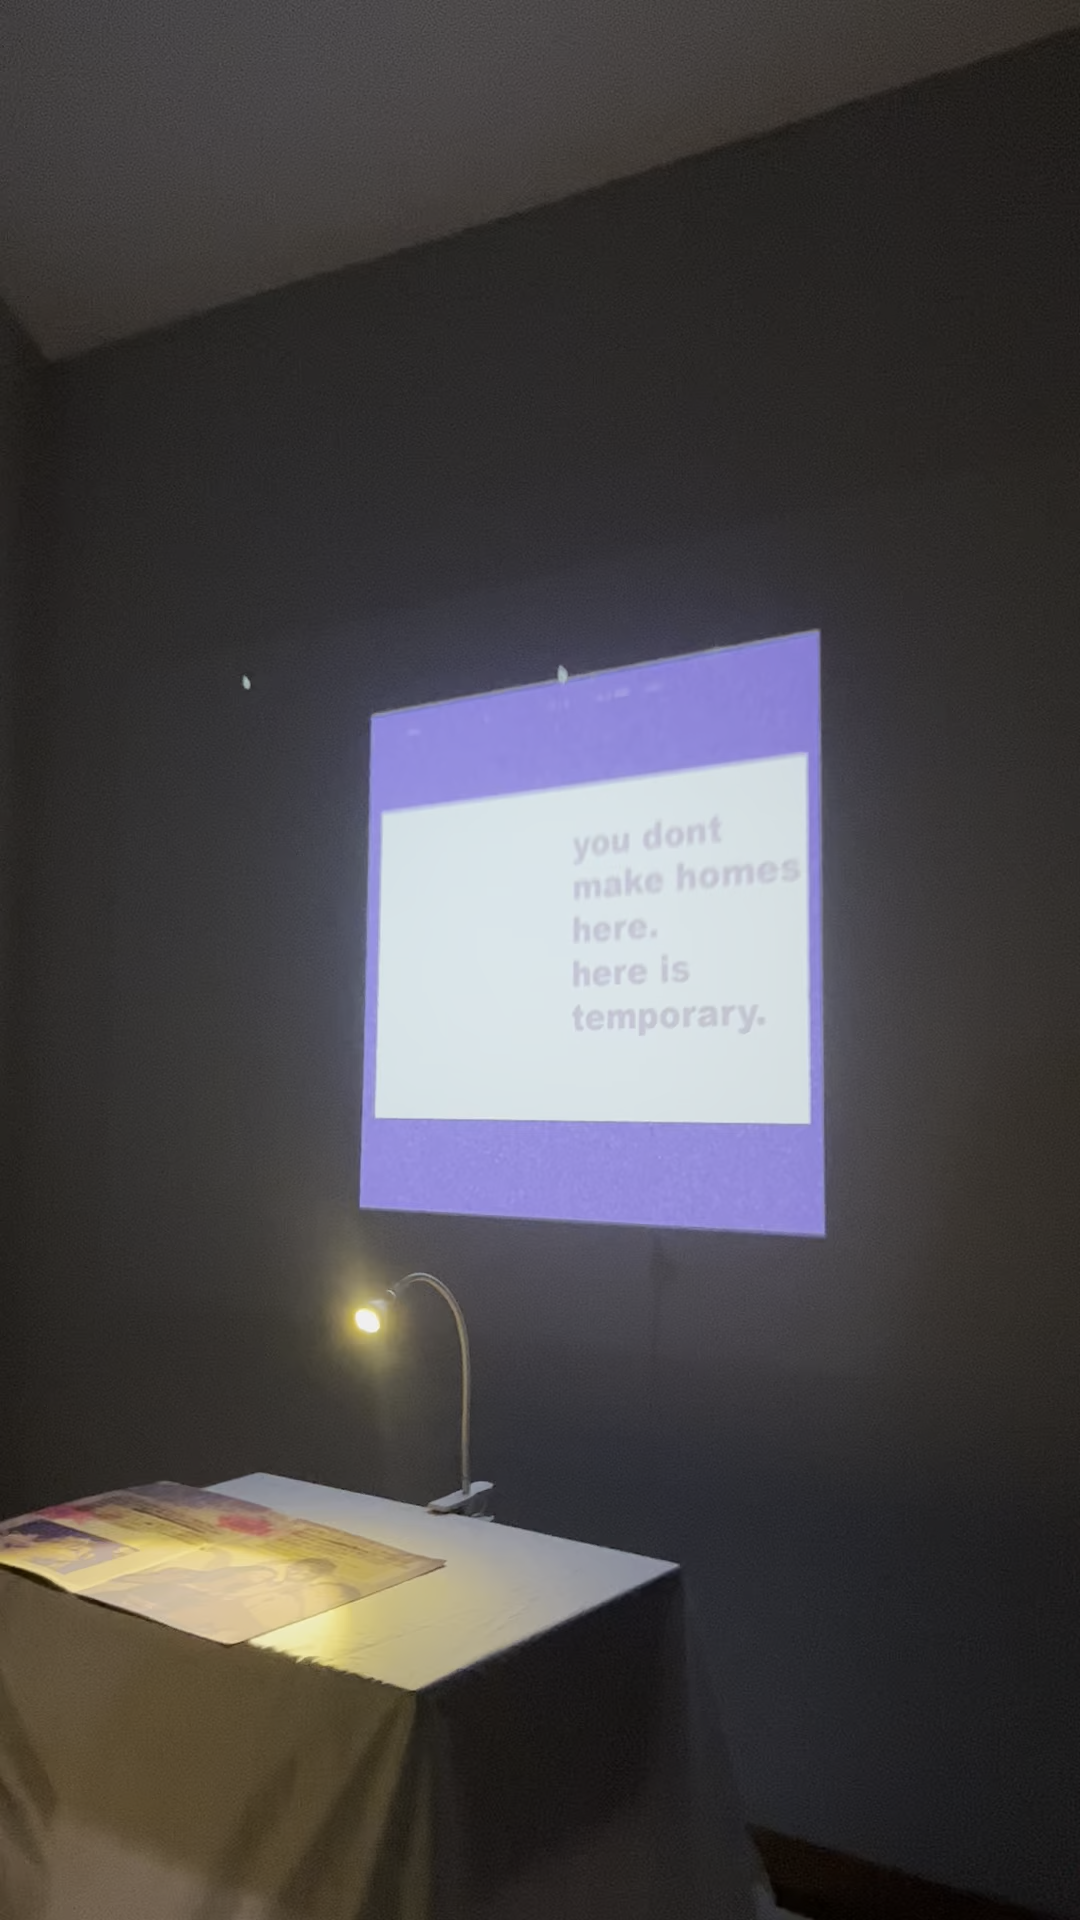 you dont
make homes
here.
here is
temporary.